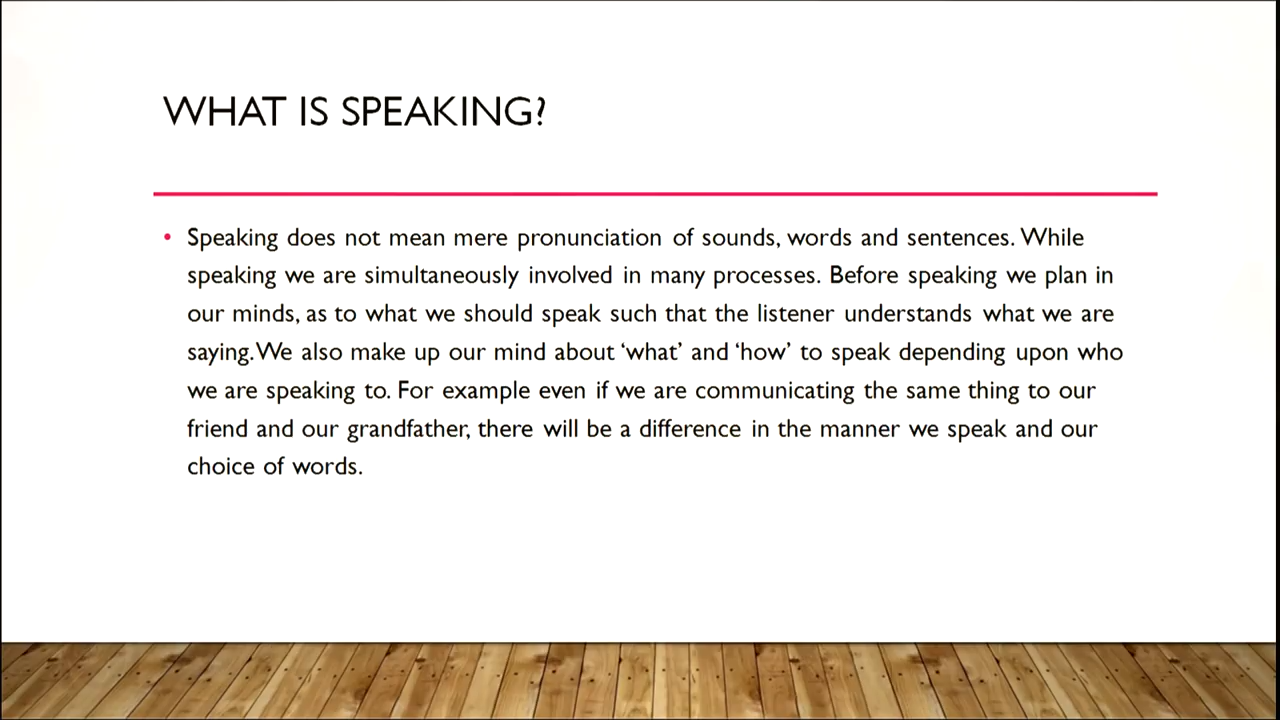 WHAT IS SPEAKING?
• Speaking does not mean mere pronunciation of sounds, words and sentences. While
speaking we are simultaneously involved in many processes. Before speaking we plan in
our minds, as to what we should speak such that the listener understands what we are
saying. We also make up our mind about ‘what’ and ‘how’ to speak depending upon who
we are speaking to. For example even if we are communicating the same thing to our
friend and our grandfather, there will be a difference in the manner we speak and our
choice of words.